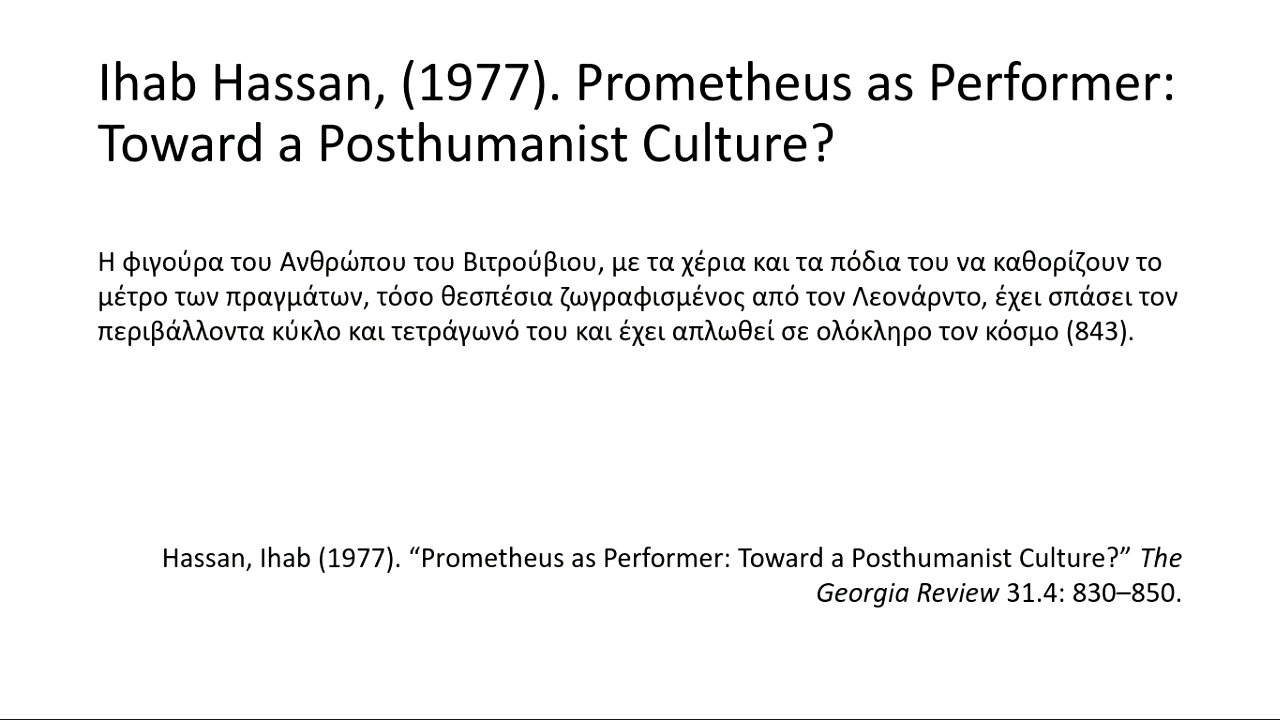 Ihab Hassan, (1977). Prometheus as Performer:
Toward a Posthumanist Culture?
Η φιγούρα του Ανθρώπου του Βιτρούβιου, με τα χέρια και τα πόδια του να καθορίζουν το
μέτρο των πραγμάτων, τόσο θεσπέσια ζωγραφισμένος από τον Λεονάρντο, έχει σπάσει τον
περιβάλλοντα κύκλο και τετράγωνό του και έχει απλωθεί σε ολόκληρο τον κόσμο (843).
Hassan, Ihab (1977). “Prometheus as Performer: Toward a Posthumanist Culture?” The
Georgia Review 31.4: 830–850.